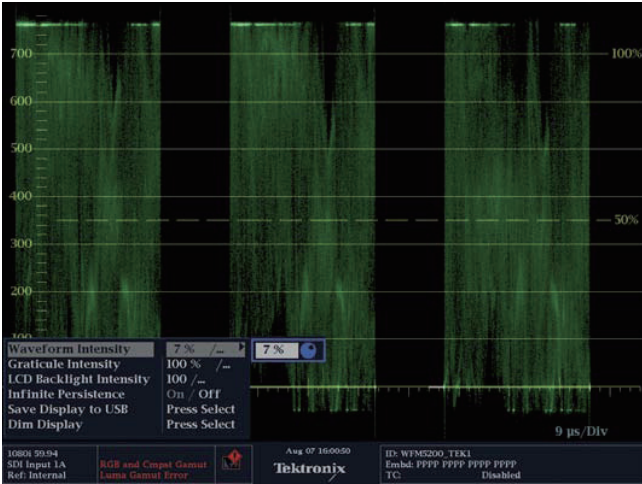 700
100%
600
500
400
50%
300
200
100
Waveform Intensity 7 % /... 7 %
Graticule Intensity 100 % /...
LCD Backlight Intensity 100 /...
Infinite Persistence On / Off
Save Display to USB Press Select
Dim Display Press Select
9 µs/Div
1080i 59.94
SDI Input 1A
Ref: Internal
RGB and Cmpst Gamut
Luma Gamut Error
Aug 07 16:00:50
Tektronix
ID: WFM5200_TEK1
Embd: PPPP PPPP PPPP PPPP
TC: Disabled